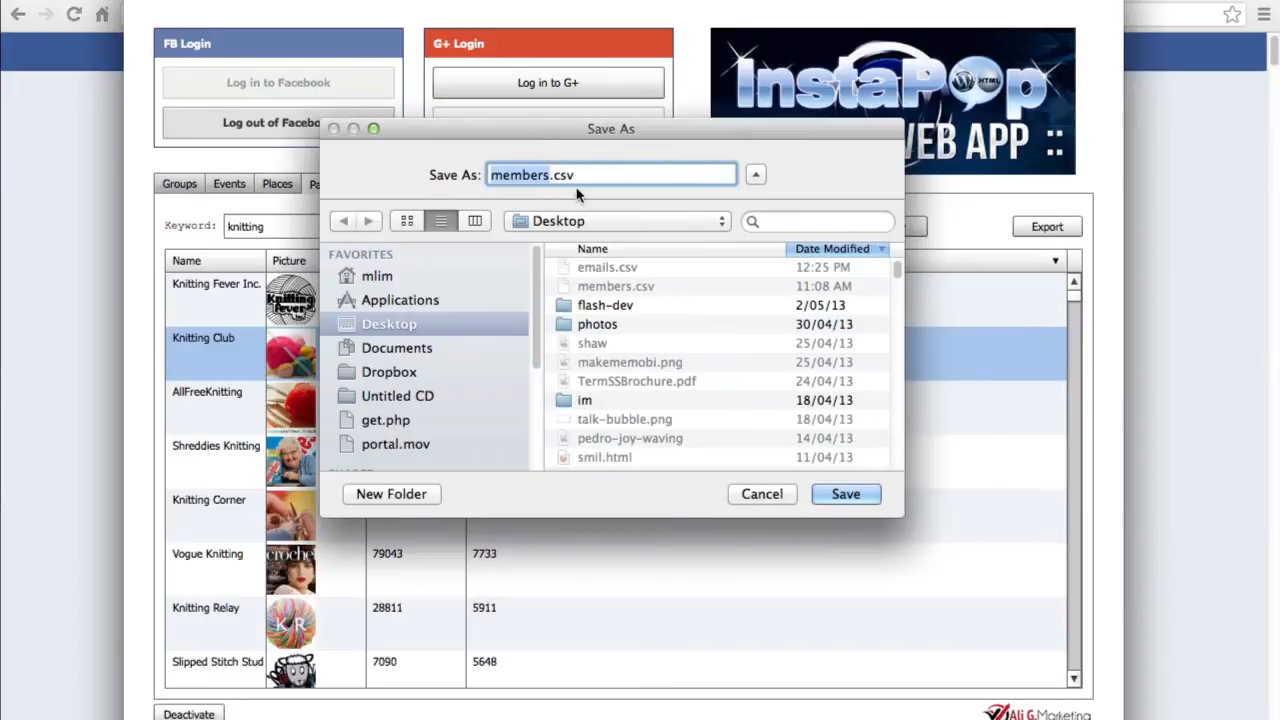 FB Login
G+ Login
Log in to Facebook
Log in to G+
Log out of Facebo
InstaPop
WEB APP ::
W
HTML
Save As
Save As: members.csv
Groups
Events
Places
Pa
Desktop
Keyword: knitting
Export
Name
Picture
FAVORITES
mlim
Applications
Desktop
Documents
Dropbox
Untitled CD
get.php
portal.mov
Name Date Modified
emails.csv 12:25 PM
members.csv 11:08 AM
flash-dev 2/05/13
photos 30/04/13
shaw 25/04/13
makememobi.png 25/04/13
TermSSBrochure.pdf 24/04/13
im 18/04/13
talk-bubble.png 18/04/13
pedro-joy-waving 14/04/13
smil.html 11/04/13
New Folder
Cancel
Save
Knitting Fever Inc.
Knitting fever
Knitting Club
AllFreeKnitting
Shreddies Knitting
Knitting Corner
Vogue Knitting 79043 7733
crochet
Knitting Relay 28811 5911
K R
Slipped Stitch Stud 7090 5648
Deactivate
Ali G.Marketing